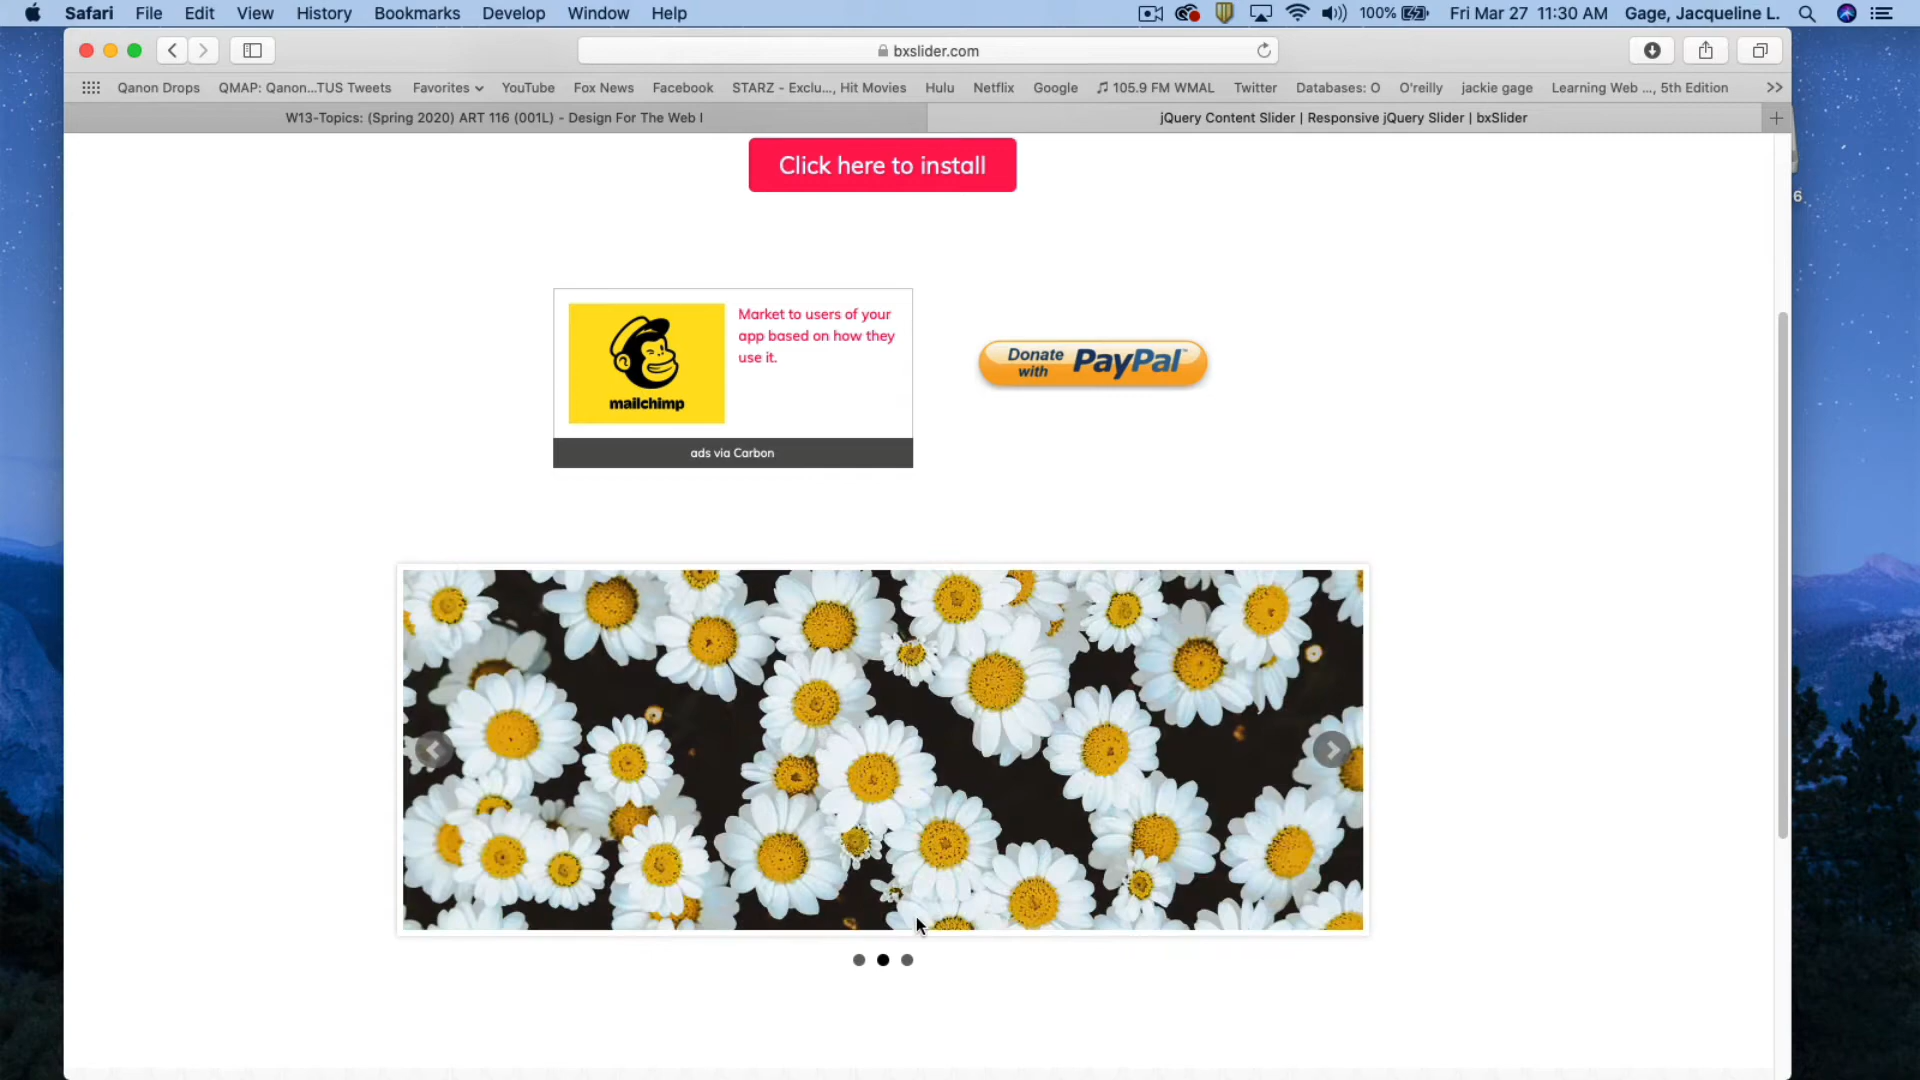 Safari File Edit View History Bookmarks Develop Window Help 100% Fri Mar 27 11:30 AM Gage, Jacqueline L.
bxslider.com
Qanon Drops QMAP: Qanon...TUS Tweets Favorites YouTube Fox News Facebook STARZ - Exclu..., Hit Movies Hulu Netflix Google 105.9 FM WMAL Twitter Databases: O O'reilly jackie gage Learning Web ..., 5th Edition
W13-Topics: (Spring 2020) ART 116 (001L) - Design For The Web I jQuery Content Slider | Responsive jQuery Slider | bxSlider
Click here to install
6
Market to users of your
app based on how they
use it.
mailchimp
Donate
with
PayPal™
ads via Carbon